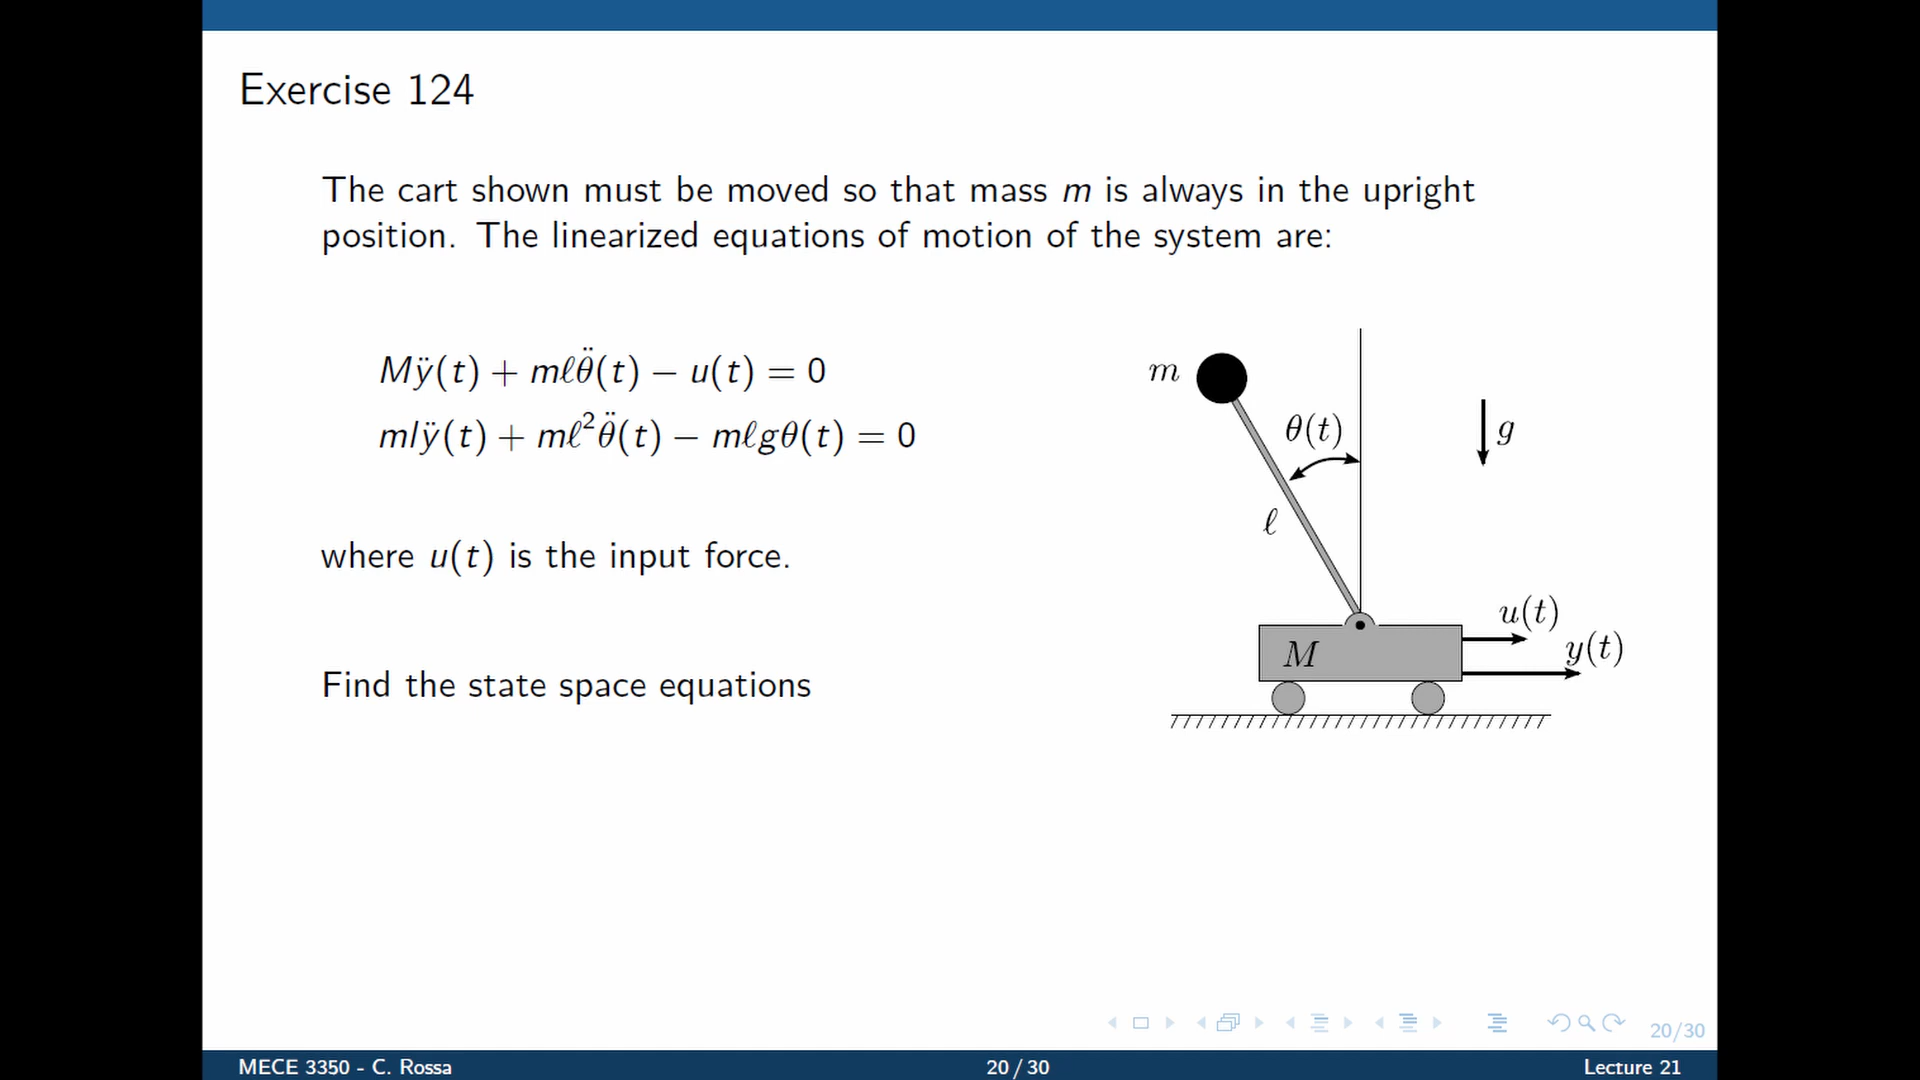 Exercise 124
The cart shown must be moved so that mass m is always in the upright
position. The linearized equations of motion of the system are:
Mÿ(t) + mℓθ̈(t) − u(t) = 0
mlÿ(t) + mℓ²θ̈(t) − mℓgθ(t) = 0
where u(t) is the input force.
Find the state space equations
m
θ(t)
g
ℓ
u(t)
M
y(t)
20/30
MECE 3350 - C. Rossa
20 / 30
Lecture 21